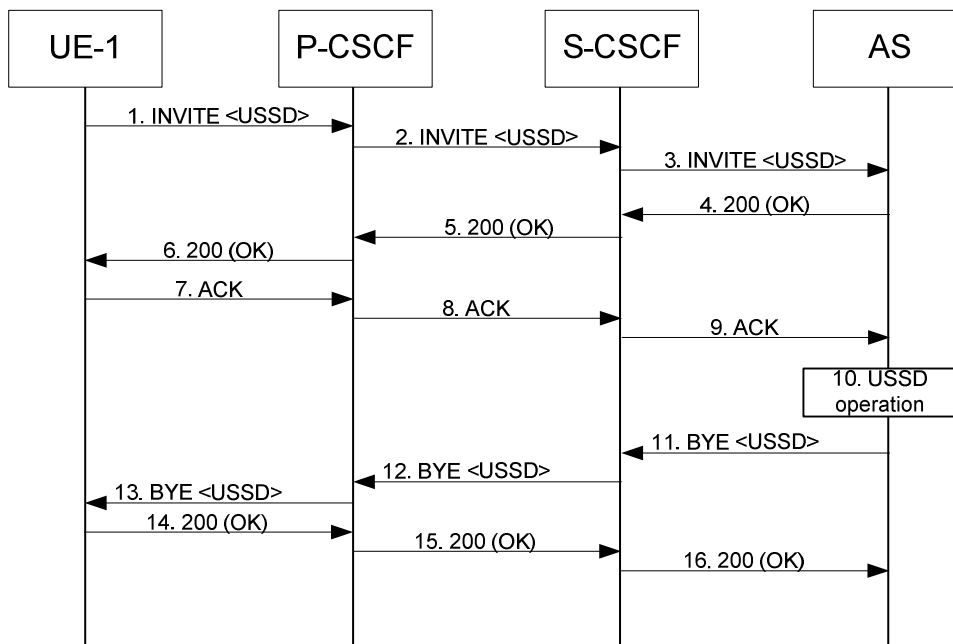 UE-1
P-CSCF
S-CSCF
AS
1. INVITE <USSD>
2. INVITE <USSD>
3. INVITE <USSD>
4. 200 (OK)
5. 200 (OK)
6. 200 (OK)
7. ACK
8. ACK
9. ACK
10. USSD
operation
11. BYE <USSD>
12. BYE <USSD>
13. BYE <USSD>
14. 200 (OK)
15. 200 (OK)
16. 200 (OK)